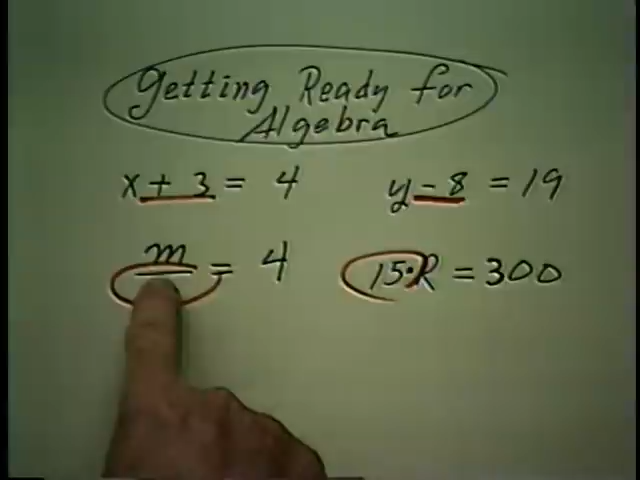 Getting Ready for
Algebra
x + 3 = 4
y - 8 = 19
m
= 4
15·R = 300